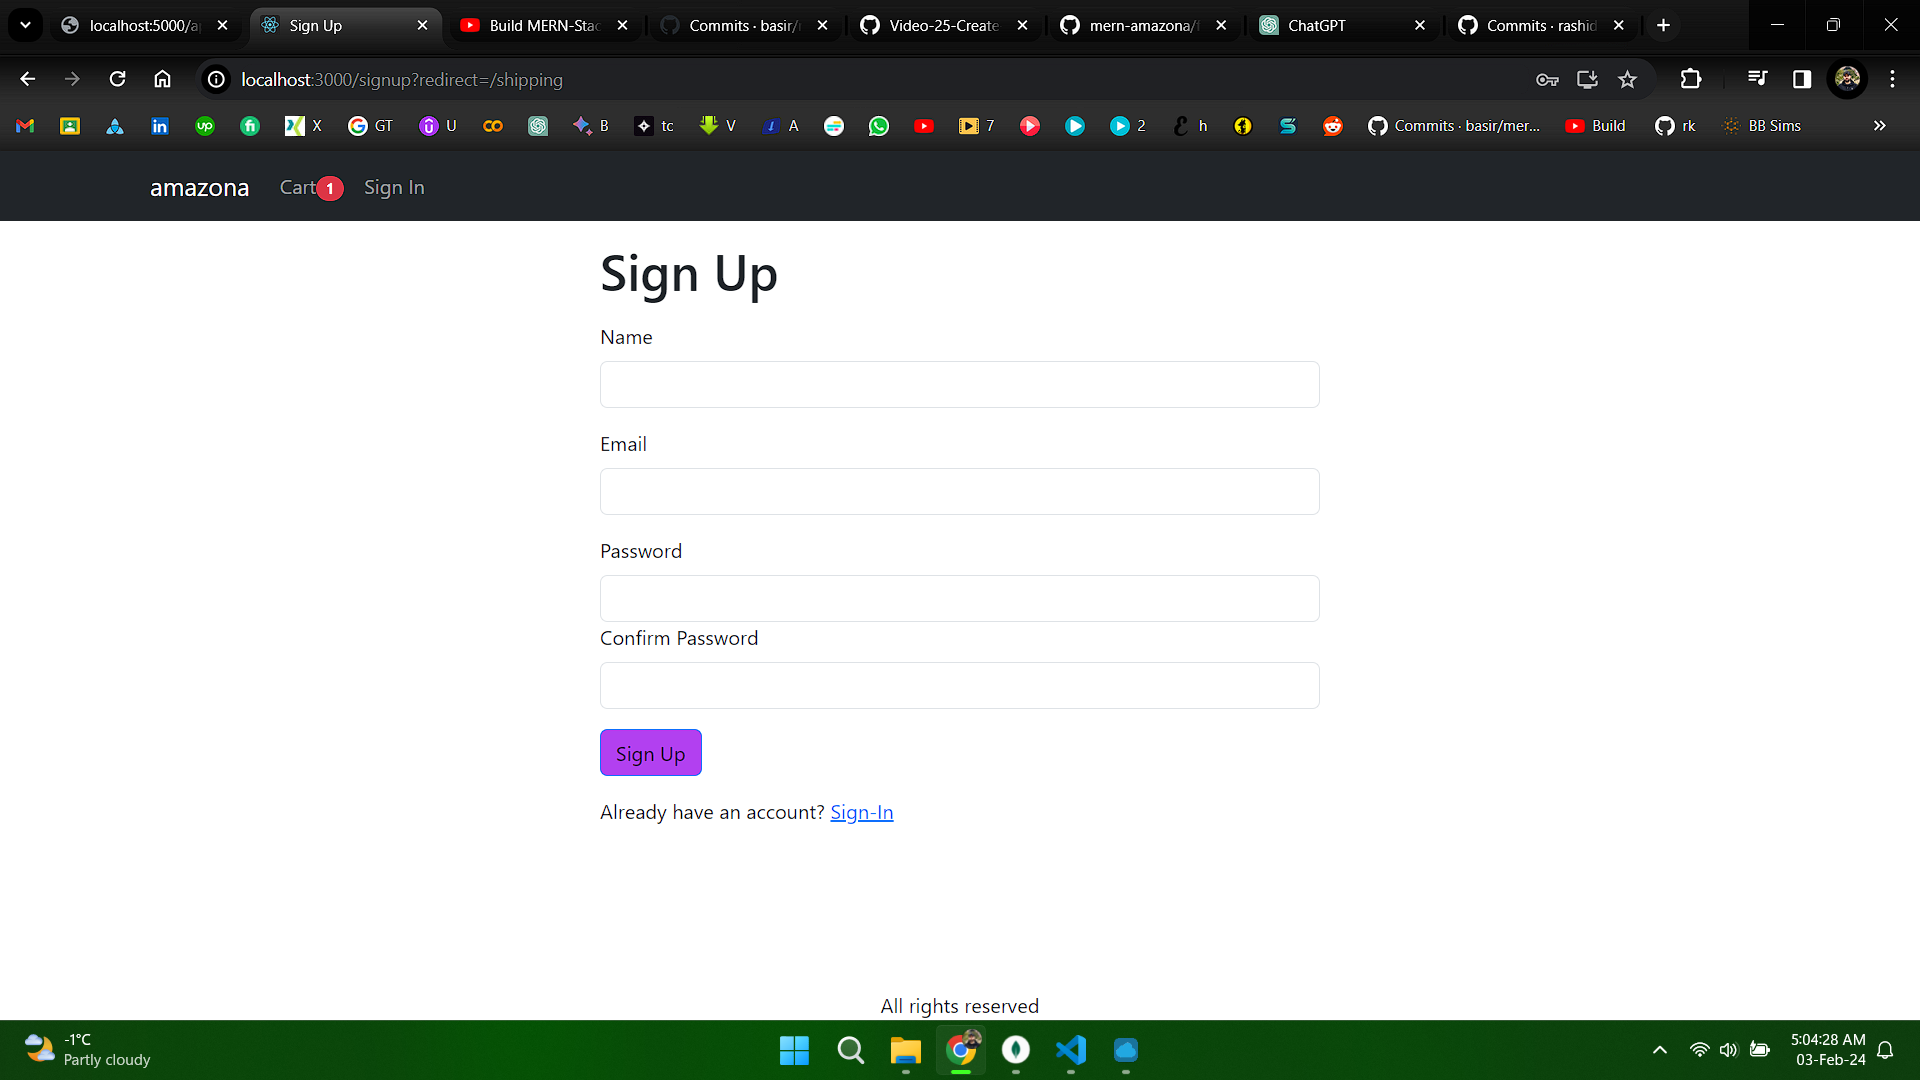 localhost:5000/a
Sign Up
Build MERN-Stac
Commits · basir/
Video-25-Create
mern-amazona/f
ChatGPT
Commits · rashid
localhost:3000/signup?redirect=/shipping
X
GT
U
B
tc
V
A
7
2
h
Commits · basir/mer...
Build
rk
BB Sims
amazona
Cart 1
Sign In
Sign Up
Name
Email
Password
Confirm Password
Sign Up
Already have an account? Sign-In
All rights reserved
-1°C
Partly cloudy
5:04:28 AM
03-Feb-24